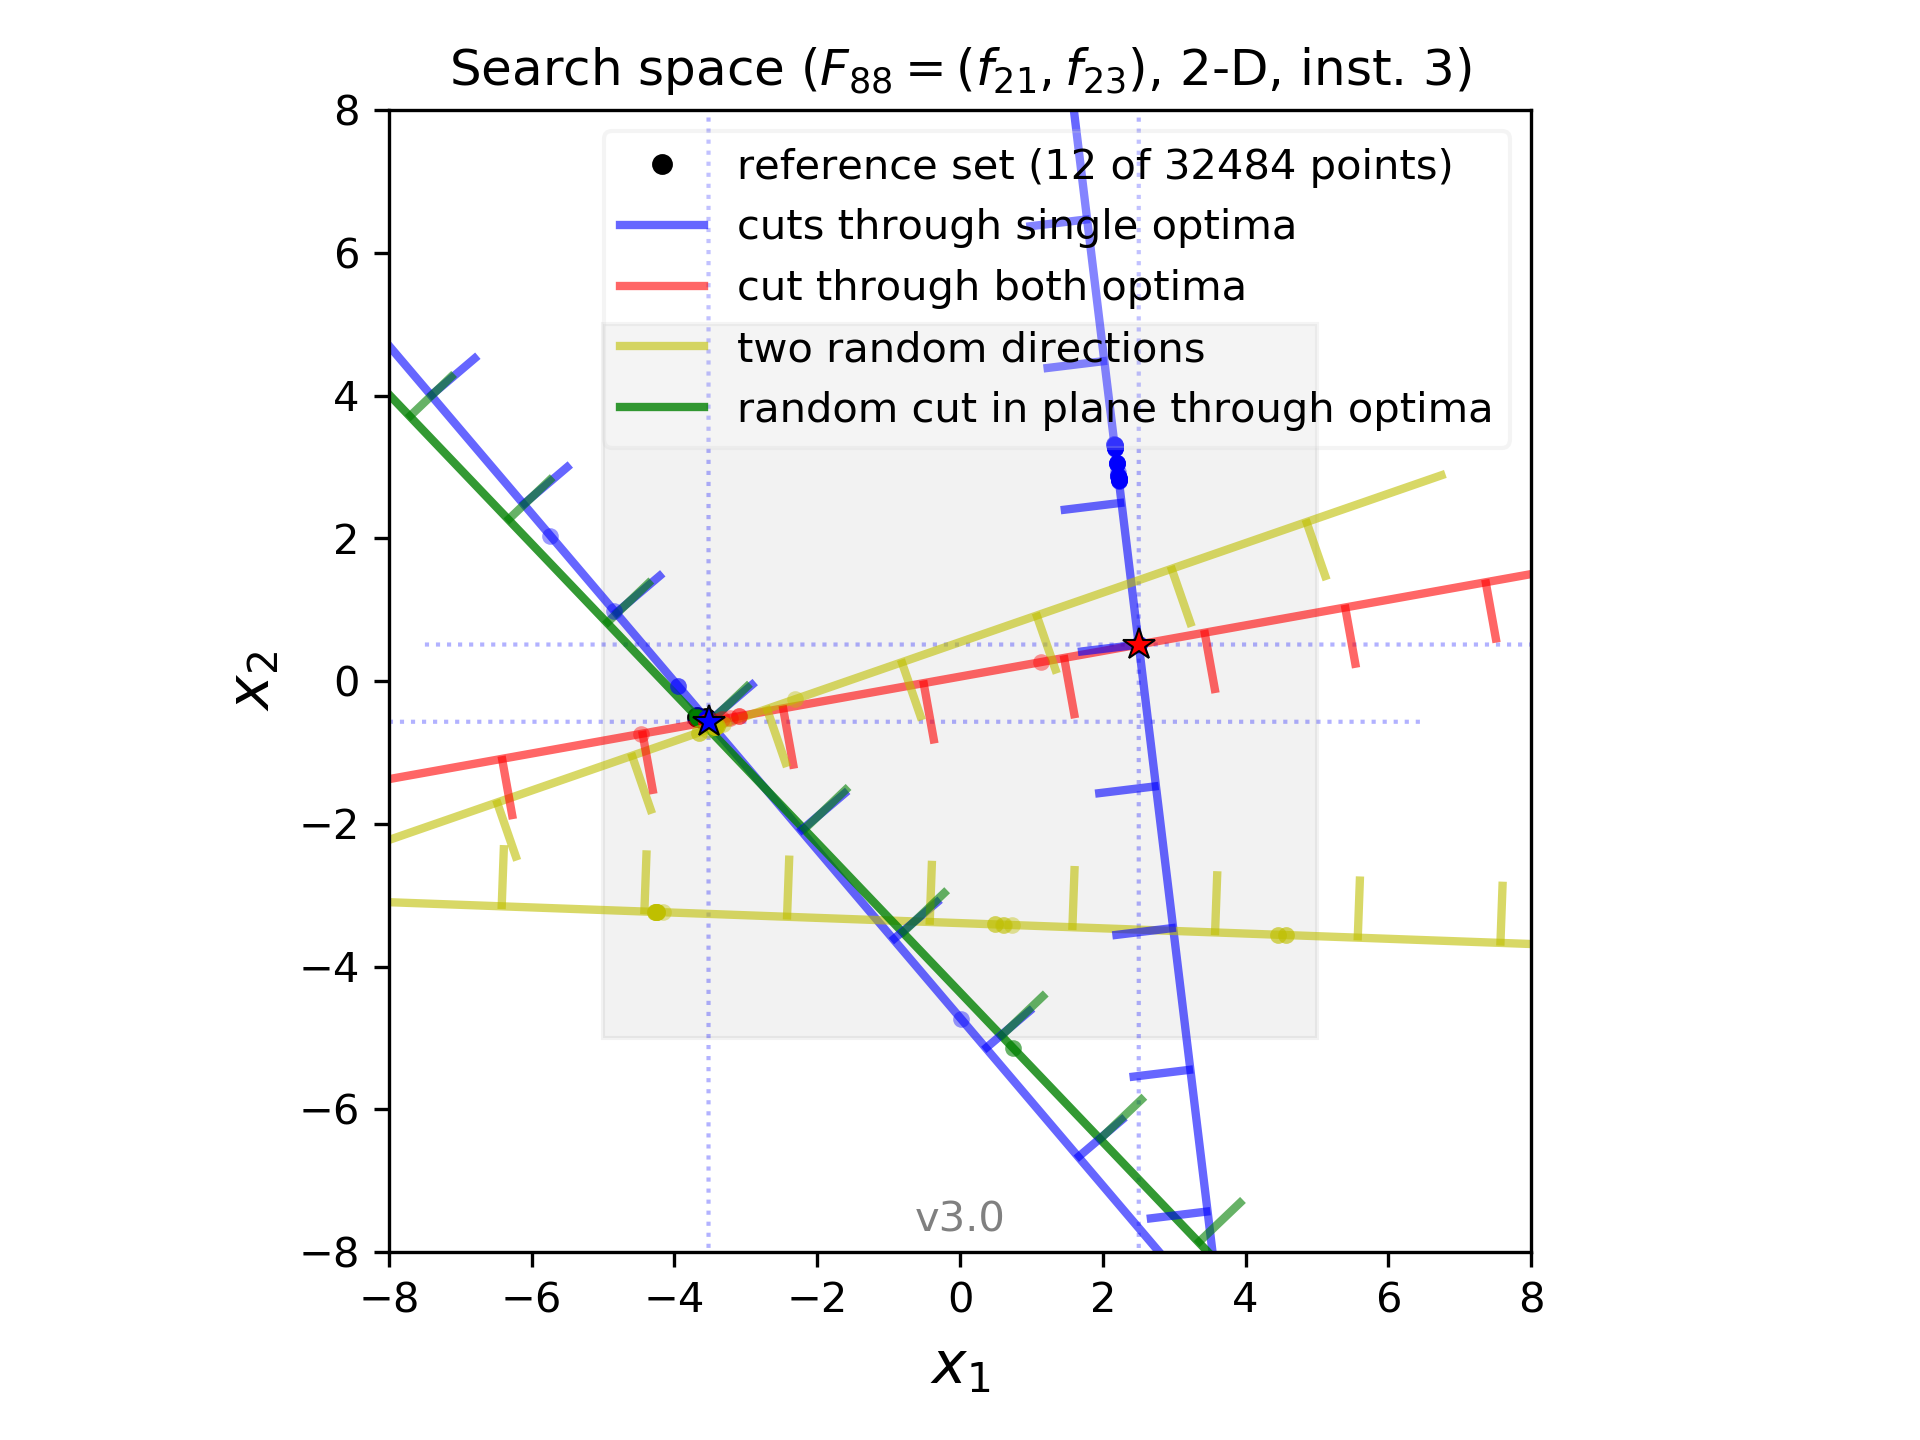 Search space (F88 = (f21, f23), 2-D, inst. 3)
8
reference set (12 of 32484 points)
cuts through single optima
6
cut through both optima
two random directions
4
random cut in plane through optima
2
x2
0
−2
−4
−6
v3.0
−8
−8 −6 −4 −2 0 2 4 6 8
x1